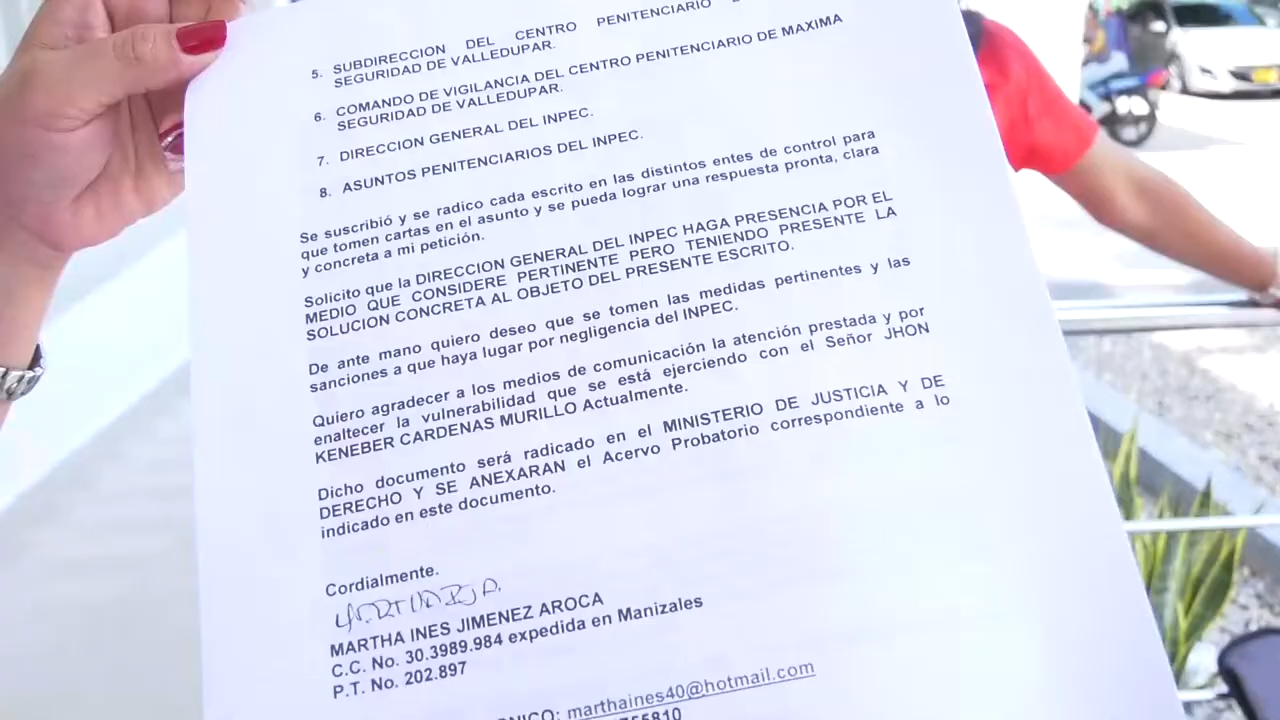 5. SUBDIRECCION DEL CENTRO PENITENCIARIO
SEGURIDAD DE VALLEDUPAR.
6. COMANDO DE VIGILANCIA DEL CENTRO PENITENCIARIO DE MAXIMA
SEGURIDAD DE VALLEDUPAR.
7. DIRECCION GENERAL DEL INPEC.
8. ASUNTOS PENITENCIARIOS DEL INPEC.
Se suscribió y se radico cada escrito en las distintos entes de control para
que tomen cartas en el asunto y se pueda lograr una respuesta pronta, clara
y concreta a mi petición.
Solicito que la DIRECCION GENERAL DEL INPEC HAGA PRESENCIA POR EL
MEDIO QUE CONSIDERE PERTINENTE PERO TENIENDO PRESENTE LA
SOLUCION CONCRETA AL OBJETO DEL PRESENTE ESCRITO.
De ante mano quiero deseo que se tomen las medidas pertinentes y las
sanciones a que haya lugar por negligencia del INPEC.
Quiero agradecer a los medios de comunicación la atención prestada y por
enaltecer la vulnerabilidad que se está ejerciendo con el Señor JHON
KENEBER CARDENAS MURILLO Actualmente.
Dicho documento será radicado en el MINISTERIO DE JUSTICIA Y DE
DERECHO Y SE ANEXARAN el Acervo Probatorio correspondiente a lo
indicado en este documento.
Cordialmente.
MARTHA INES JIMENEZ AROCA
C.C. No. 30.3989.984 expedida en Manizales
P.T. No. 202.897
marthaines40@hotmail.com